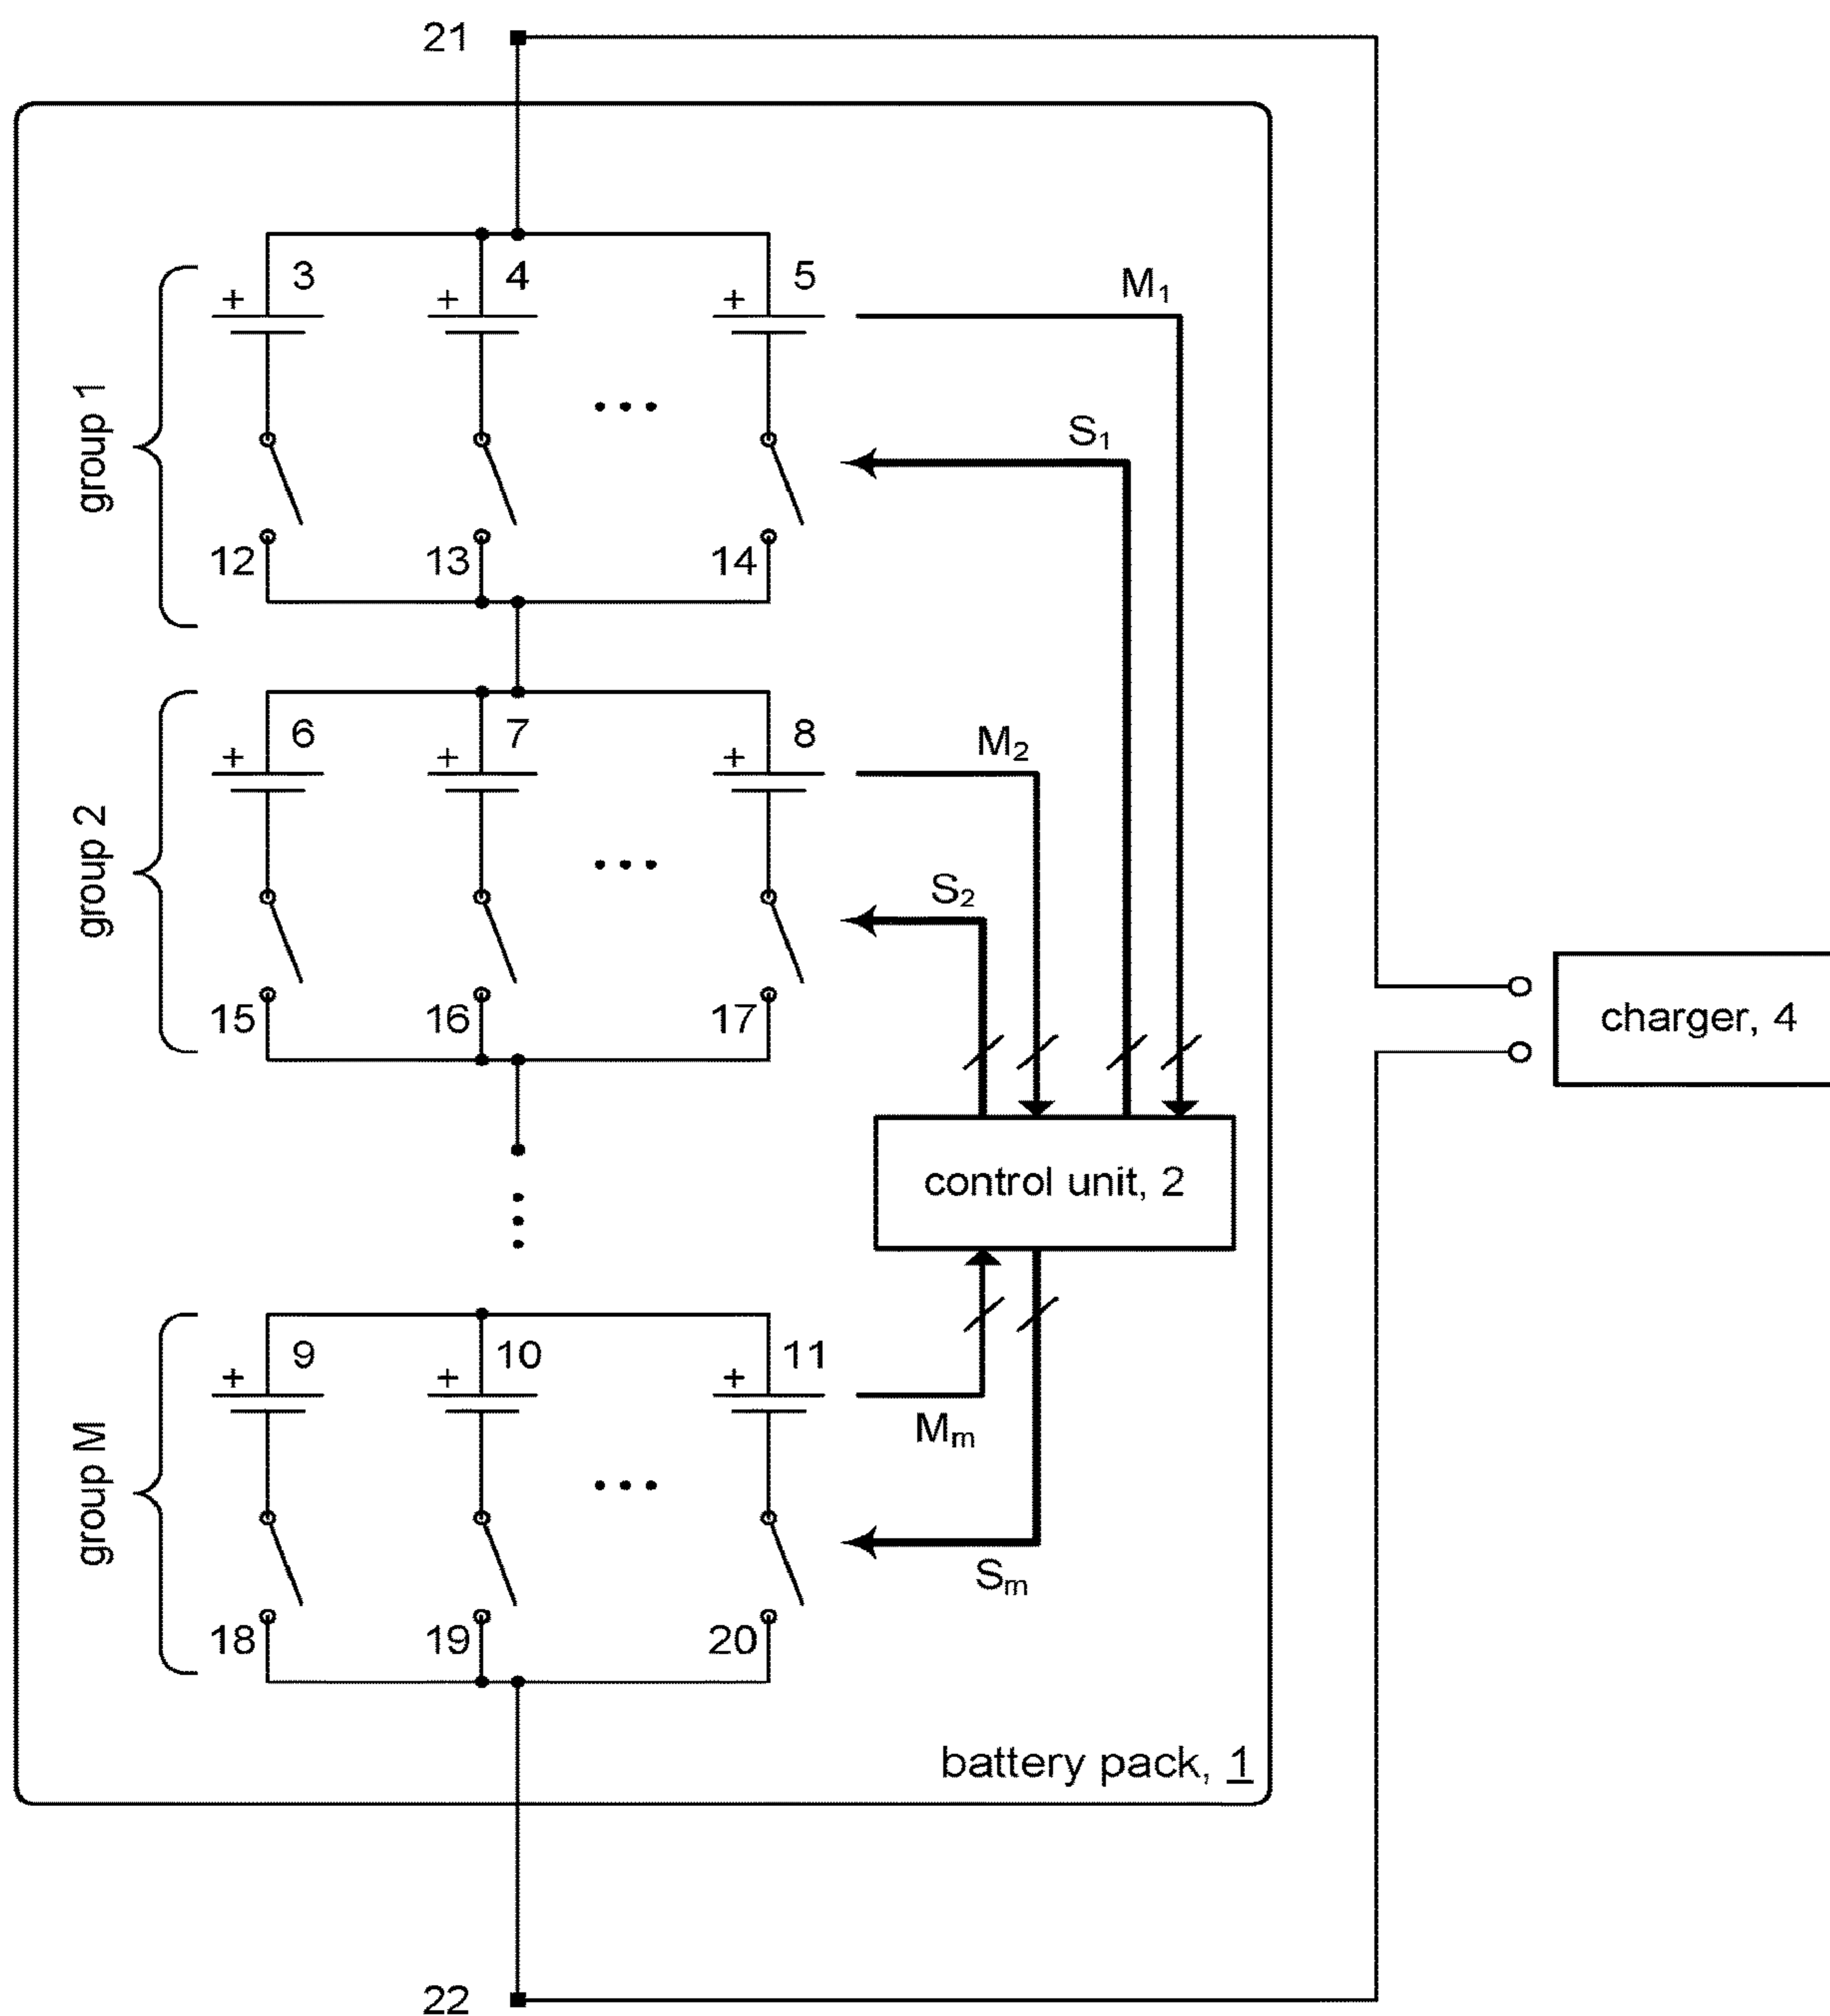 21
group 1
+ 3
+ 4
+ 5
M₁
S₁
12
13
14
group 2
+ 6
+ 7
+ 8
M₂
S₂
15
16
17
charger, 4
control unit, 2
group M
+ 9
+ 10
+ 11
Mₘ
Sₘ
18
19
20
battery pack, 1
22